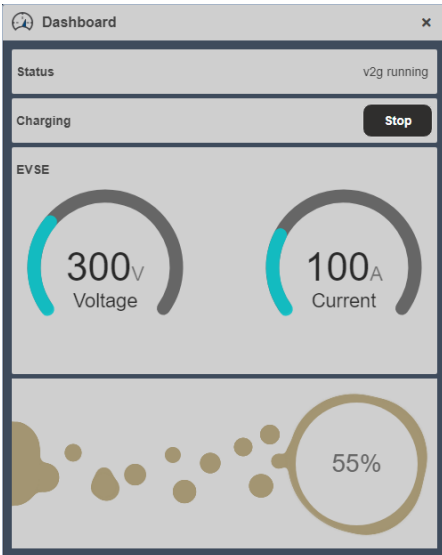 Dashboard ×
Status v2g running
Charging Stop
EVSE
300V 100A
Voltage Current
55%